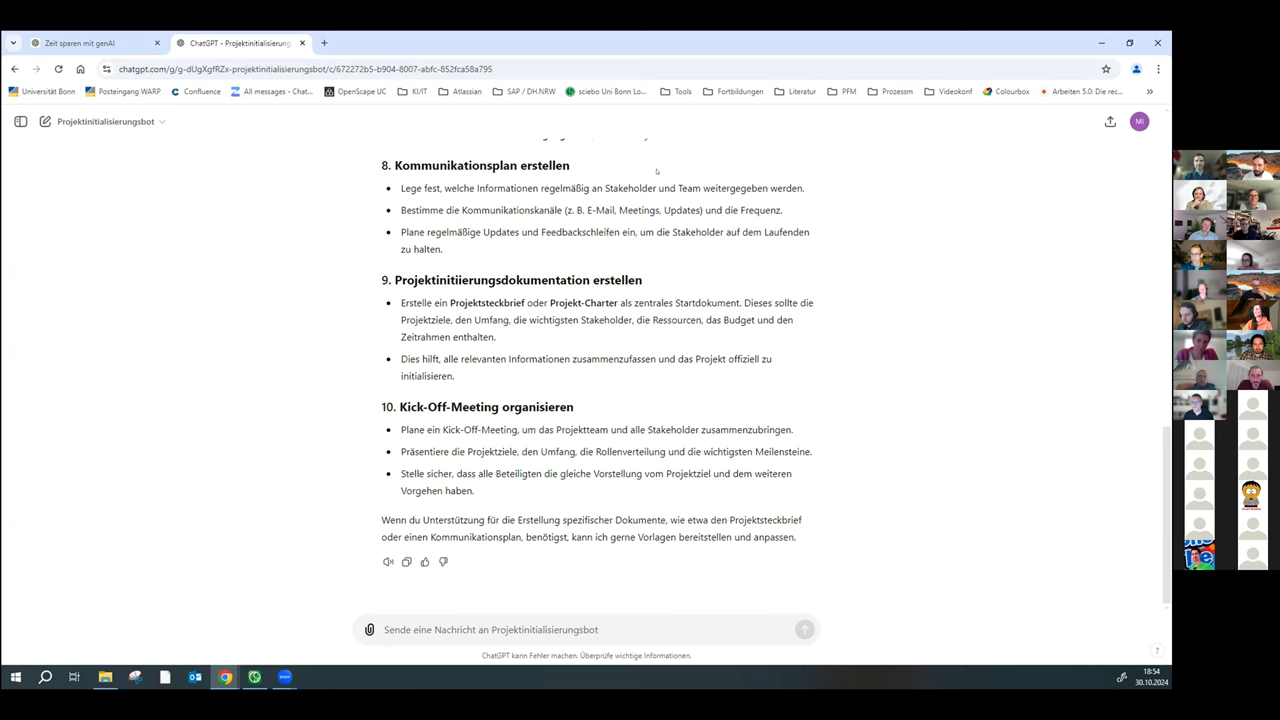 Zeit sparen mit genAI
ChatGPT - Projektinitialisierung
chatgpt.com/g/g-dUgXgfRZx-projektinitialisierungsbot/c/672272b5-b904-8007-abfc-852fca58a795
Universität Bonn Posteingang WARP Confluence All messages - Chat... OpenScape UC KI/IT Atlassian SAP / DH.NRW sciebo Uni Bonn Lo... Tools Fortbildungen Literatur PFM Prozessm Videokonf Colourbox Arbeiten 5.0: Die rec...
Projektinitialisierungsbot
MI
8. Kommunikationsplan erstellen
Lege fest, welche Informationen regelmäßig an Stakeholder und Team weitergegeben werden.
Bestimme die Kommunikationskanäle (z. B. E-Mail, Meetings, Updates) und die Frequenz.
Plane regelmäßige Updates und Feedbackschleifen ein, um die Stakeholder auf dem Laufenden
zu halten.
9. Projektinitiierungsdokumentation erstellen
Erstelle ein Projektsteckbrief oder Projekt-Charter als zentrales Startdokument. Dieses sollte die
Projektziele, den Umfang, die wichtigsten Stakeholder, die Ressourcen, das Budget und den
Zeitrahmen enthalten.
Dies hilft, alle relevanten Informationen zusammenzufassen und das Projekt offiziell zu
initialisieren.
10. Kick-Off-Meeting organisieren
Plane ein Kick-Off-Meeting, um das Projektteam und alle Stakeholder zusammenzubringen.
Präsentiere die Projektziele, den Umfang, die Rollenverteilung und die wichtigsten Meilensteine.
Stelle sicher, dass alle Beteiligten die gleiche Vorstellung vom Projektziel und dem weiteren
Vorgehen haben.
Wenn du Unterstützung für die Erstellung spezifischer Dokumente, wie etwa den Projektsteckbrief
oder einen Kommunikationsplan, benötigst, kann ich gerne Vorlagen bereitstellen und anpassen.
Sende eine Nachricht an Projektinitialisierungsbot
ChatGPT kann Fehler machen. Überprüfe wichtige Informationen.
?
18:54
30.10.2024